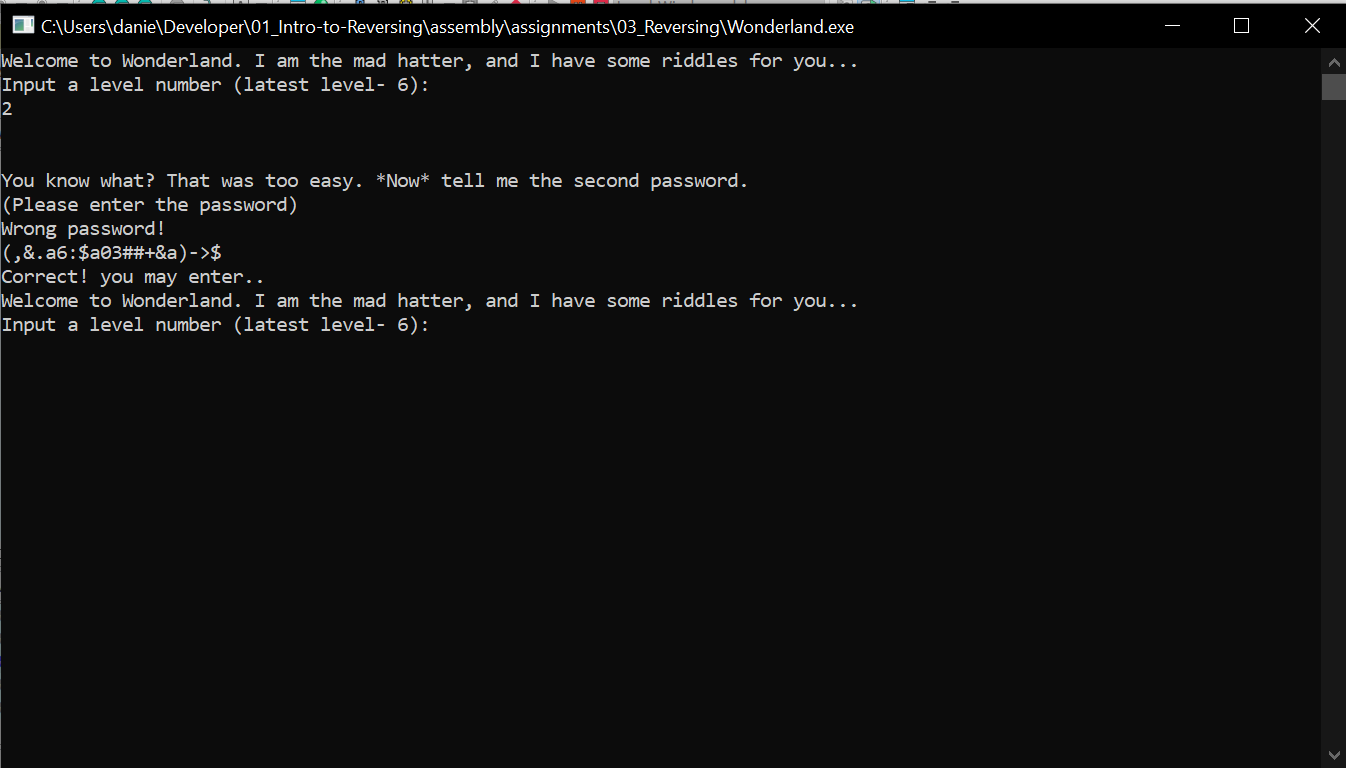 C:\Users\danie\Developer\01_Intro-to-Reversing\assembly\assignments\03_Reversing\Wonderland.exe
Welcome to Wonderland. I am the mad hatter, and I have some riddles for you...
Input a level number (latest level- 6):
2
You know what? That was too easy. *Now* tell me the second password.
(Please enter the password)
Wrong password!
(,&.a6:$a03##+&a)->$
Correct! you may enter..
Welcome to Wonderland. I am the mad hatter, and I have some riddles for you...
Input a level number (latest level- 6):